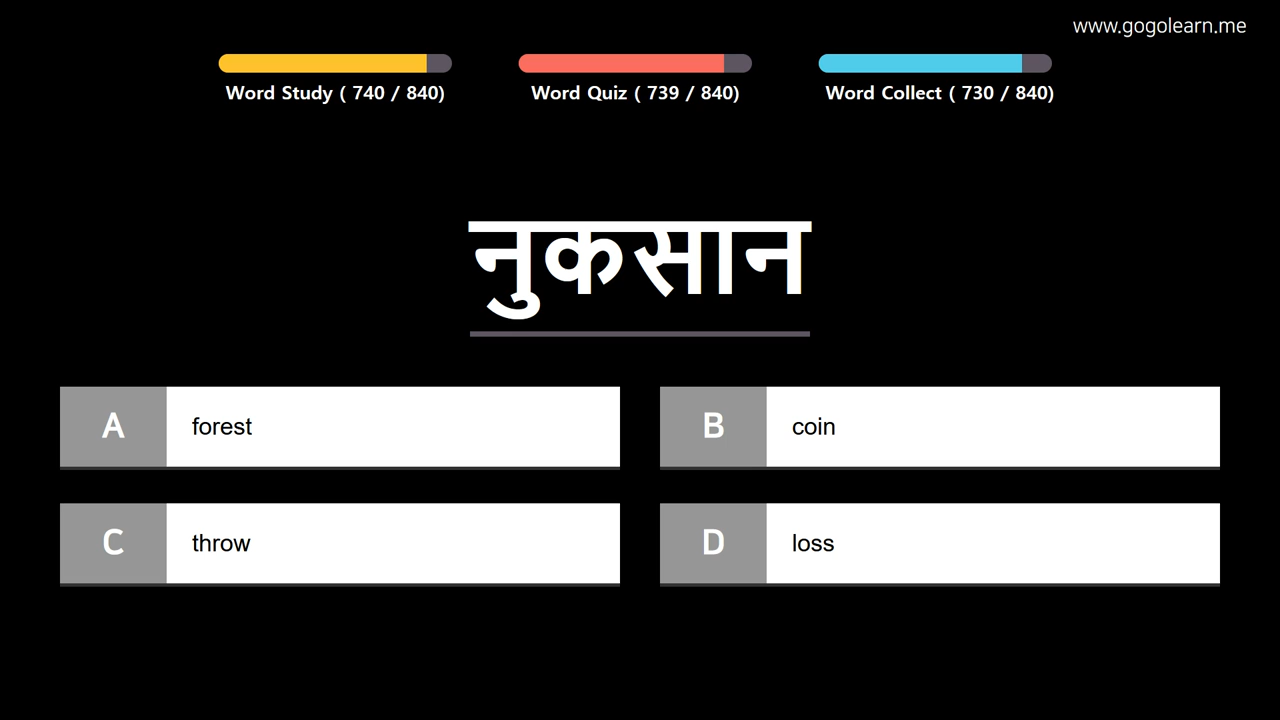 www.gogolearn.me
Word Study ( 740 / 840)
Word Quiz ( 739 / 840)
Word Collect ( 730 / 840)
नुकसान
A forest
B coin
C throw
D loss